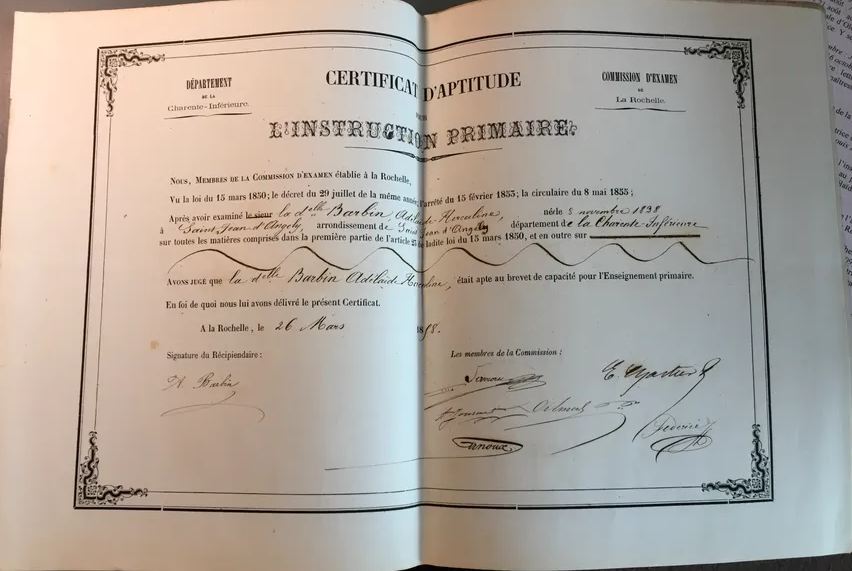 DÉPARTEMENT
DE LA
Charente-Inférieure.
CERTIFICAT D'APTITUDE
COMMISSION D'EXAMEN
DE
La Rochelle.
L'INSTRUCTION PRIMAIRE.
NOUS, MEMBRES DE LA COMMISSION D'EXAMEN établie à la Rochelle,
Vu la loi du 15 mars 1850; le décret du 29 juillet de la même année, l'arrêté du 15 février 1853; la circulaire du 8 mai 1855;
Après avoir examiné le sieur la dlle Barbin, Adélaïde-Herculine, né le 8 novembre 1838
à Saint-Jean d'Angely arrondissement de Saint Jean d'Angely département de la Charente-Inférieure
sur toutes les matières comprises dans la première partie de l'article 23 de ladite loi du 15 mars 1850, et en outre sur
AVONS JUGÉ QUE la dlle Barbin Adélaïde Herculine, était apte au brevet de capacité pour l'Enseignement primaire.
En foi de quoi nous lui avons délivré le présent Certificat.
A la Rochelle, le 26 Mars 1858.
Signature du Récipiendaire:
Les membres de la Commission:
A. Barbin